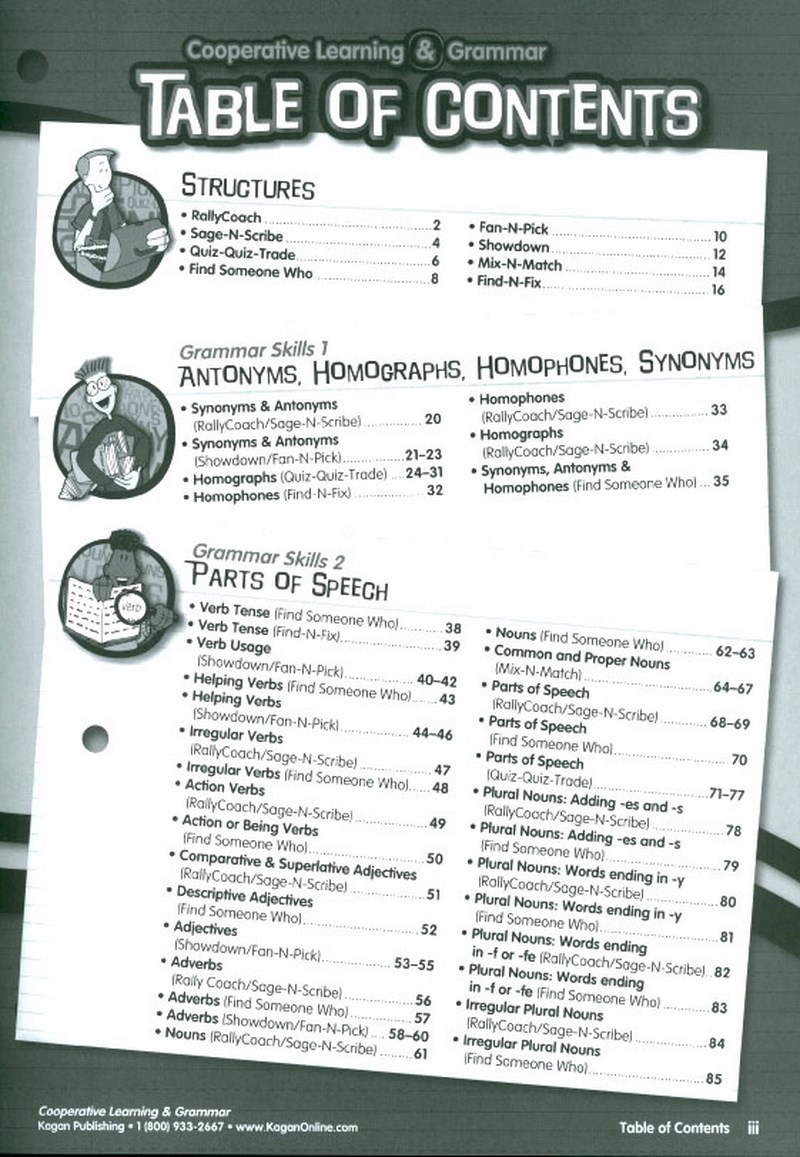 Cooperative Learning & Grammar
TABLE OF CONTENTS
STRUCTURES
• RallyCoach ........ 2
• Sage-N-Scribe ........ 4
• Quiz-Quiz-Trade ........ 6
• Find Someone Who ........ 8
• Fan-N-Pick ........ 10
• Showdown ........ 12
• Mix-N-Match ........ 14
• Find-N-Fix ........ 16
Grammar Skills 1
ANTONYMS, HOMOGRAPHS, HOMOPHONES, SYNONYMS
• Synonyms & Antonyms
(RallyCoach/Sage-N-Scribe) ........ 20
• Synonyms & Antonyms
(Showdown/Fan-N-Pick) ........ 21–23
• Homographs (Quiz-Quiz-Trade) ... 24–31
• Homophones (Find-N-Fix) ........ 32
• Homophones
(RallyCoach/Sage-N-Scribe) ........ 33
• Homographs
(RallyCoach/Sage-N-Scribe) ........ 34
• Synonyms, Antonyms &
Homophones (Find Someone Who) ... 35
Grammar Skills 2
PARTS OF SPEECH
• Verb Tense (Find Someone Who) ........ 38
• Verb Tense (Find-N-Fix) ........ 39
• Verb Usage
(Showdown/Fan-N-Pick) ........ 40–42
• Helping Verbs (Find Someone Who) ..... 43
• Helping Verbs
(Showdown/Fan-N-Pick) ........ 44–46
• Irregular Verbs
(RallyCoach/Sage-N-Scribe) ........ 47
• Irregular Verbs (Find Someone Who) ..... 48
• Action Verbs
(RallyCoach/Sage-N-Scribe) ........ 49
• Action or Being Verbs
(Find Someone Who) ........ 50
• Comparative & Superlative Adjectives
(RallyCoach/Sage-N-Scribe) ........ 51
• Descriptive Adjectives
(Find Someone Who) ........ 52
• Adjectives
(Showdown/Fan-N-Pick) ........ 53–55
• Adverbs
(Rally Coach/Sage-N-Scribe) ........ 56
• Adverbs (Find Someone Who) ........ 57
• Adverbs (Showdown/Fan-N-Pick) .... 58–60
• Nouns (RallyCoach/Sage-N-Scribe) ........ 61
• Nouns (Find Someone Who) ........ 62–63
• Common and Proper Nouns
(Mix-N-Match) ........ 64–67
• Parts of Speech
(RallyCoach/Sage-N-Scribe) ........ 68–69
• Parts of Speech
(Find Someone Who) ........ 70
• Parts of Speech
(Quiz-Quiz-Trade) ........ 71–77
• Plural Nouns: Adding -es and -s
(RallyCoach/Sage-N-Scribe) ........ 78
• Plural Nouns: Adding -es and -s
(Find Someone Who) ........ 79
• Plural Nouns: Words ending in -y
(RallyCoach/Sage-N-Scribe) ........ 80
• Plural Nouns: Words ending in -y
(Find Someone Who) ........ 81
• Plural Nouns: Words ending
in -f or -fe (RallyCoach/Sage-N-Scribe) .. 82
• Plural Nouns: Words ending
in -f or -fe (Find Someone Who) ........ 83
• Irregular Plural Nouns
(RallyCoach/Sage-N-Scribe) ........ 84
• Irregular Plural Nouns
(Find Someone Who) ........ 85
verb
Cooperative Learning & Grammar
Kagan Publishing • 1 (800) 933-2667 • www.KaganOnline.com
Table of Contents iii